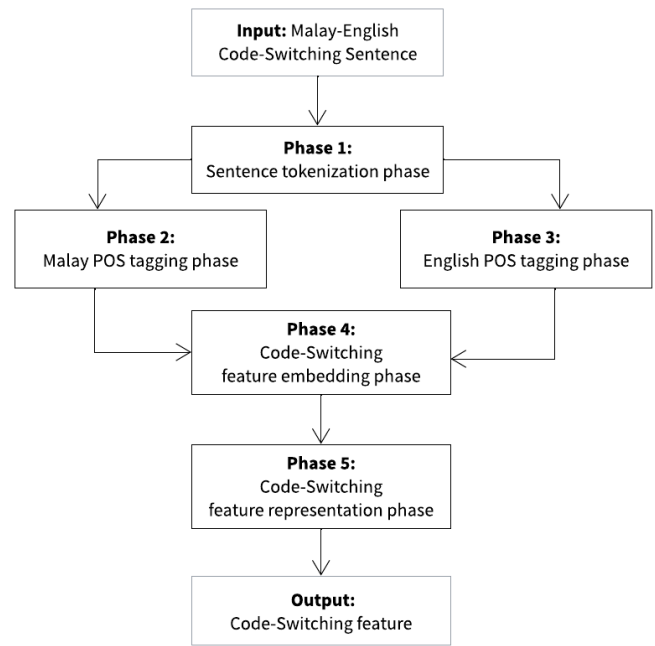 Input: Malay-English
Code-Switching Sentence
Phase 1:
Sentence tokenization phase
Phase 2:
Malay POS tagging phase
Phase 3:
English POS tagging phase
Phase 4:
Code-Switching
feature embedding phase
Phase 5:
Code-Switching
feature representation phase
Output:
Code-Switching feature